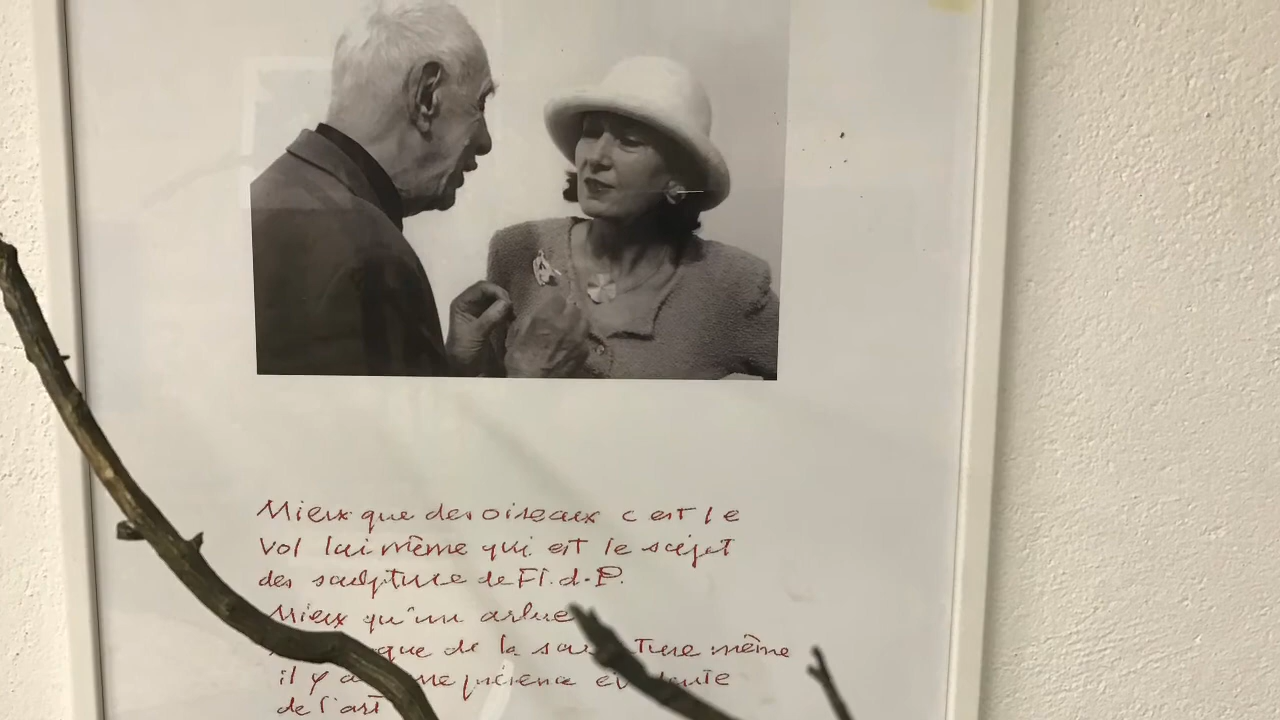 Mieux que des oiseaux c est le
Vol lui même qui est le sujet
des sculpture de Fl. d. P.
Mieux qu'un arbre
que de la même
il y a
de l'art